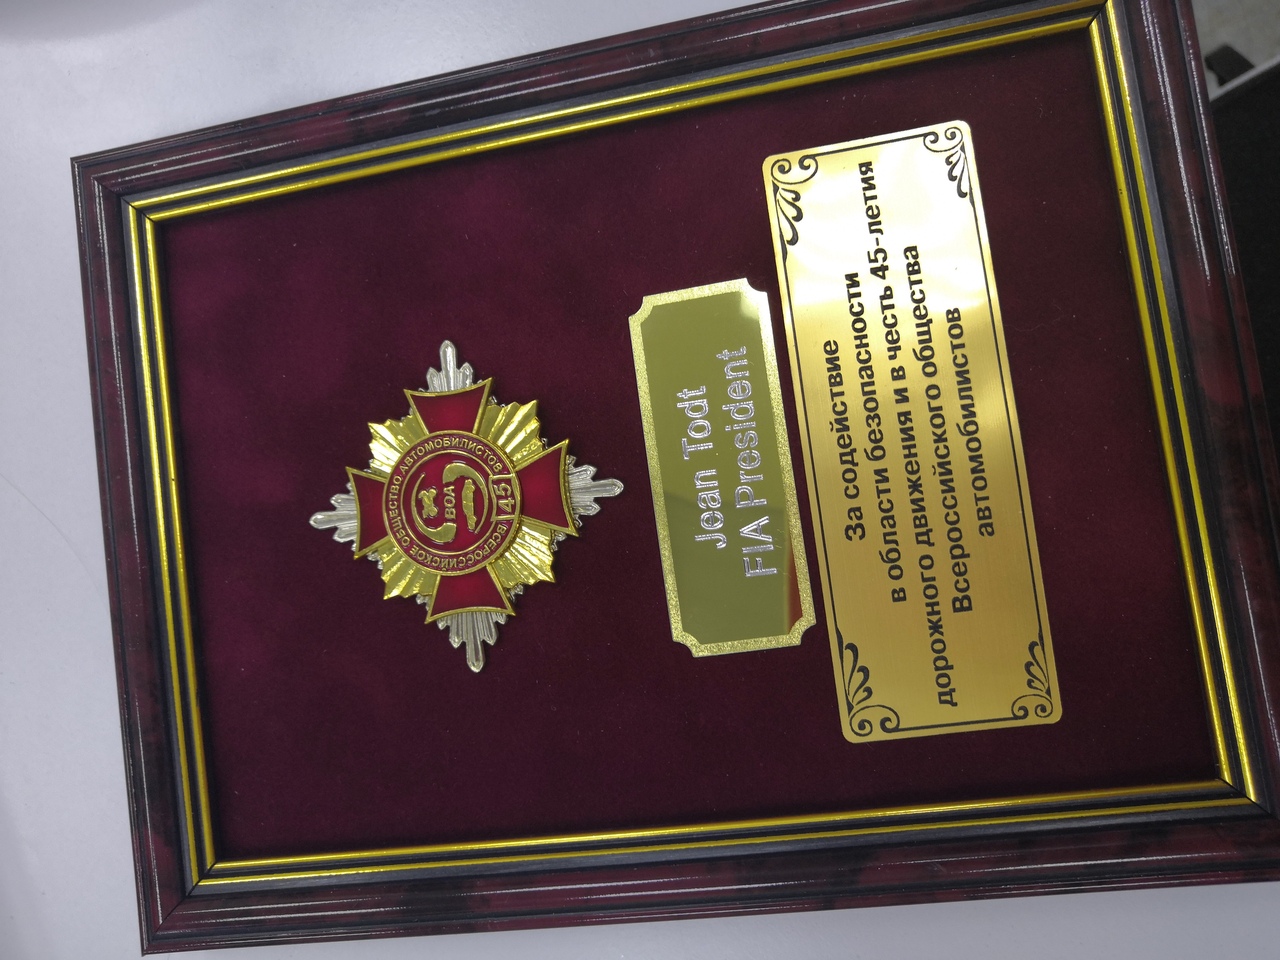 ВСЕРОССИЙСКОЕ ОБЩЕСТВО АВТОМОБИЛИСТОВ
ВОА
45
Jean Todt
FIA President
За содействие
в области безопасности
дорожного движения и в честь 45-летия
Всероссийского общества
автомобилистов